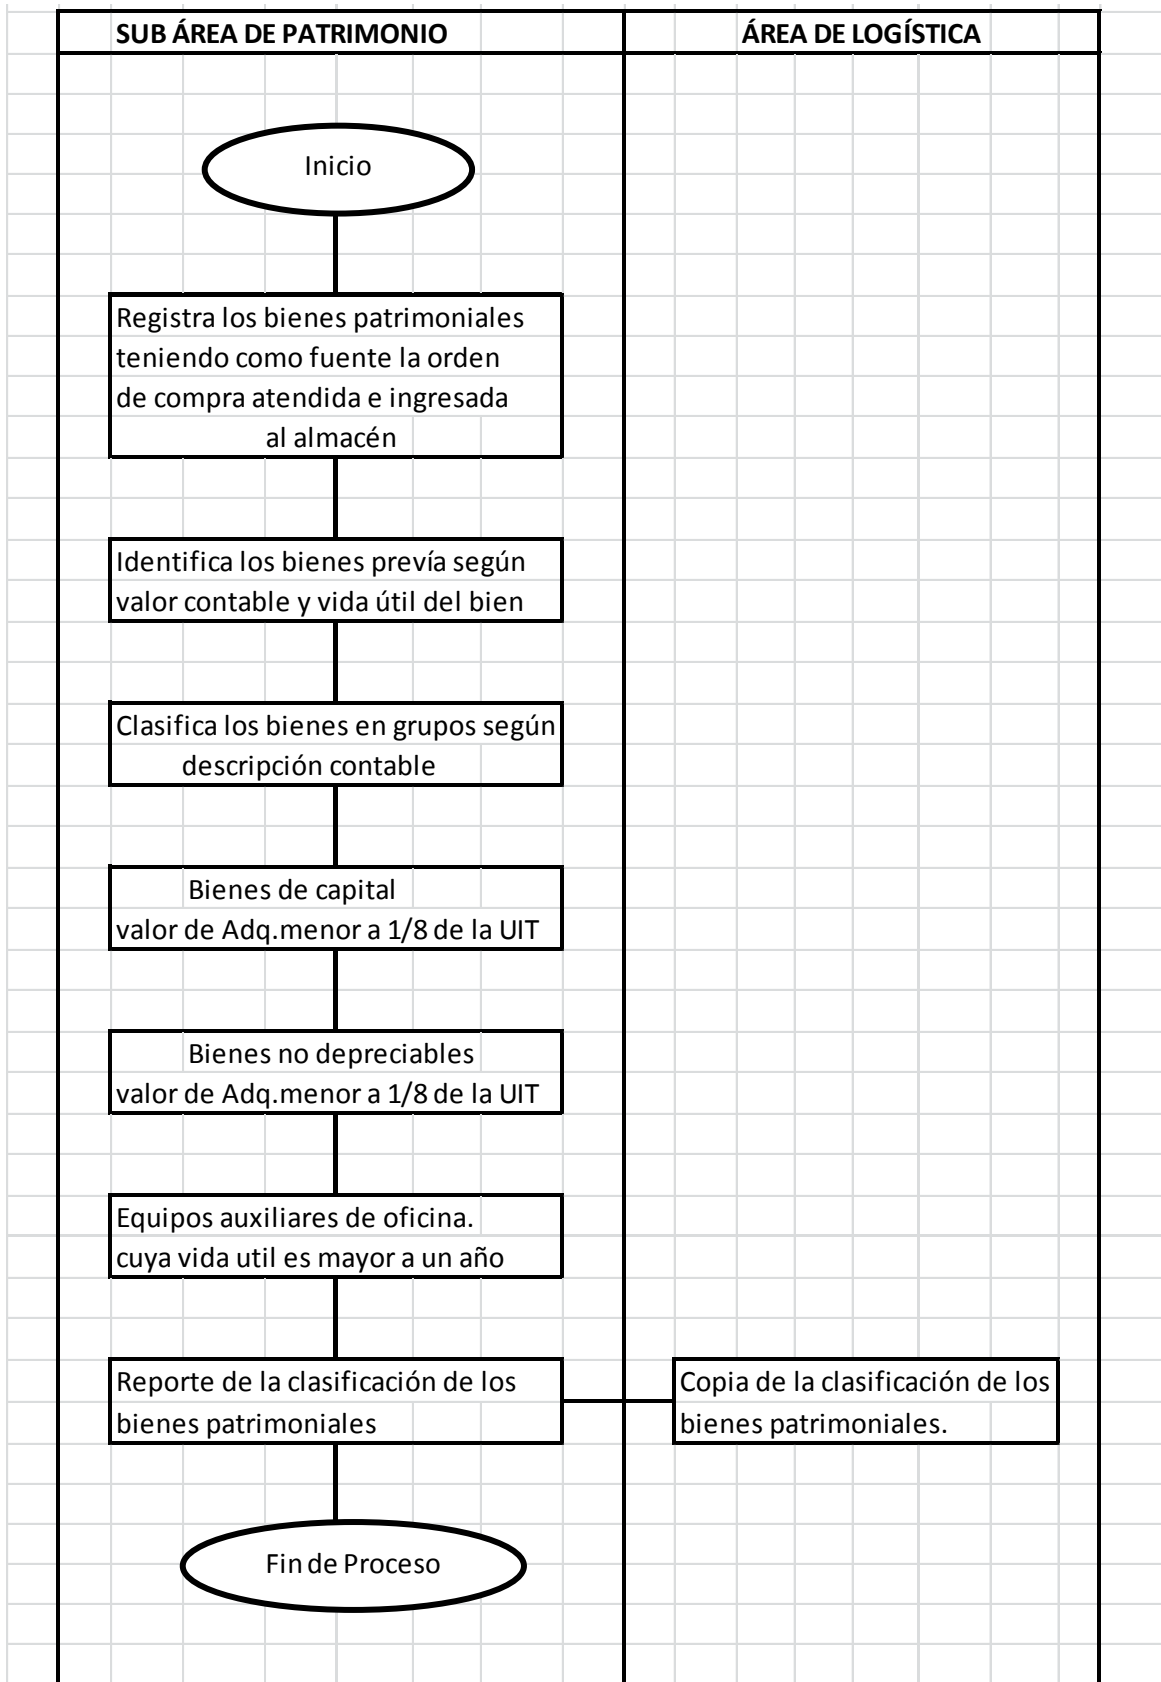 SUB ÁREA DE PATRIMONIO
ÁREA DE LOGÍSTICA
Inicio
Registra los bienes patrimoniales
teniendo como fuente la orden
de compra atendida e ingresada
al almacén
Identifica los bienes previa según
valor contable y vida útil del bien
Clasifica los bienes en grupos según
descripción contable
Bienes de capital
valor de Adq.menor a 1/8 de la UIT
Bienes no depreciables
valor de Adq.menor a 1/8 de la UIT
Equipos auxiliares de oficina.
cuya vida util es mayor a un año
Reporte de la clasificación de los
bienes patrimoniales
Copia de la clasificación de los
bienes patrimoniales.
Fin de Proceso